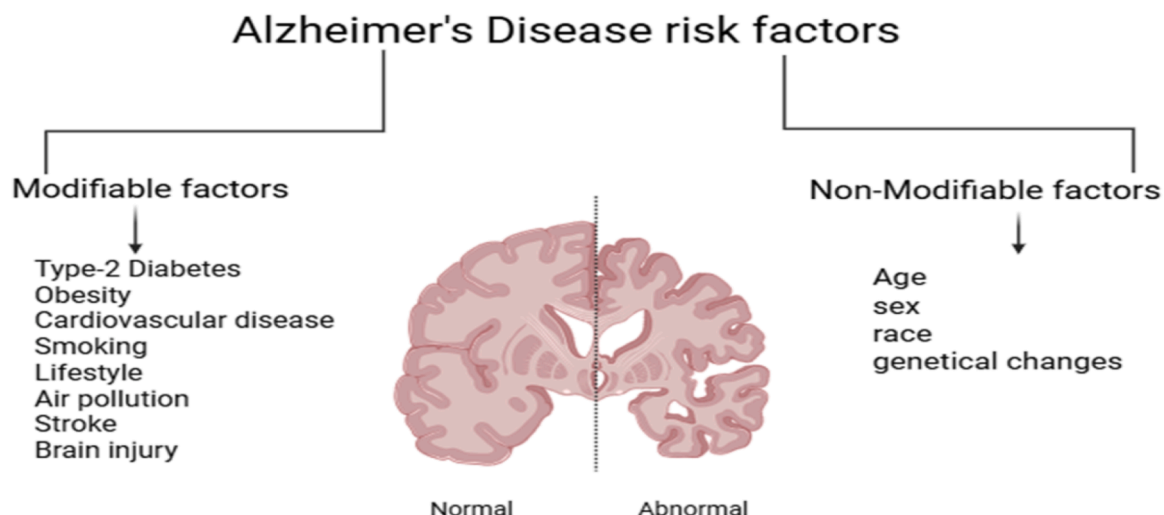 Alzheimer's Disease risk factors
Modifiable factors
Type-2 Diabetes
Obesity
Cardiovascular disease
Smoking
Lifestyle
Air pollution
Stroke
Brain injury
Non-Modifiable factors
Age
sex
race
genetical changes
Normal
Abnormal